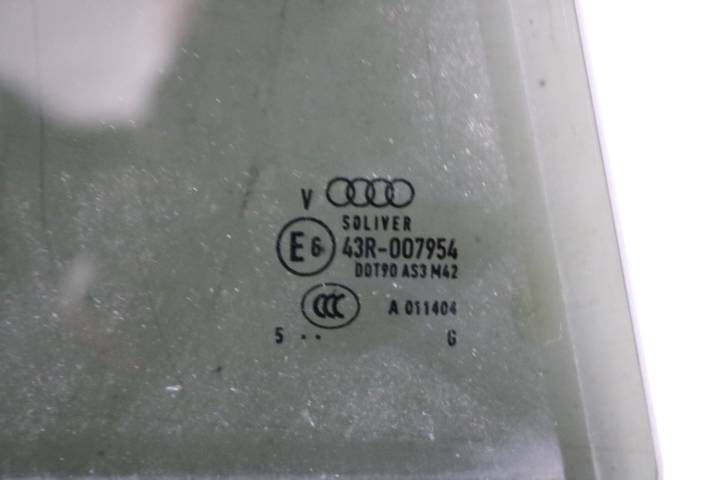 V
SOLIVER
E6 43R-007954
DOT90 AS3 M42
CCC A 011404
5 ·· G